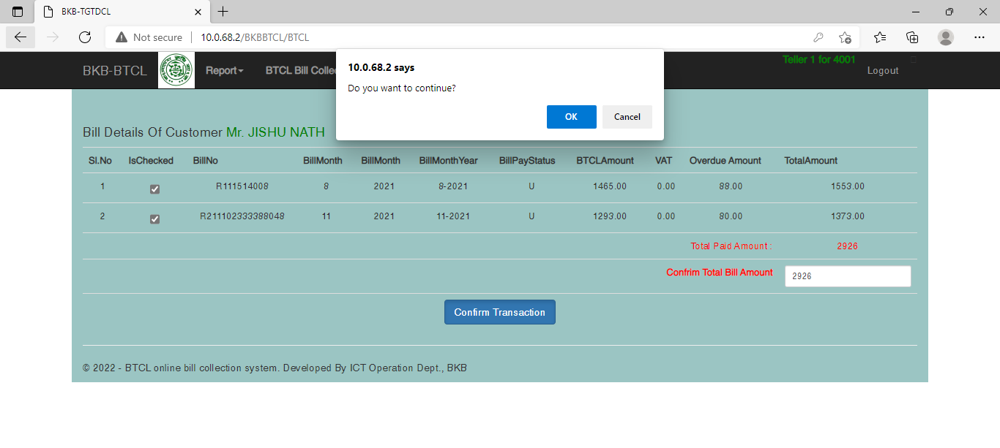 BKB-TGTDCL
Not secure 10.0.68.2/BKBBTCL/BTCL
10.0.68.2 says
Do you want to continue?
OK Cancel
BKB-BTCL Report BTCL Bill Colle
Teller 1 for 4001
Logout
Bill Details Of Customer Mr. JISHU NATH
Sl.No IsChecked BillNo BillMonth BillMonth BillMonthYear BillPayStatus BTCLAmount VAT Overdue Amount TotalAmount
1 R111514008 8 2021 8-2021 U 1465.00 0.00 88.00 1553.00
2 R211102333388048 11 2021 11-2021 U 1293.00 0.00 80.00 1373.00
Total Paid Amount : 2926
Confrim Total Bill Amount 2926
Confirm Transaction
© 2022 - BTCL online bill collection system. Developed By ICT Operation Dept., BKB